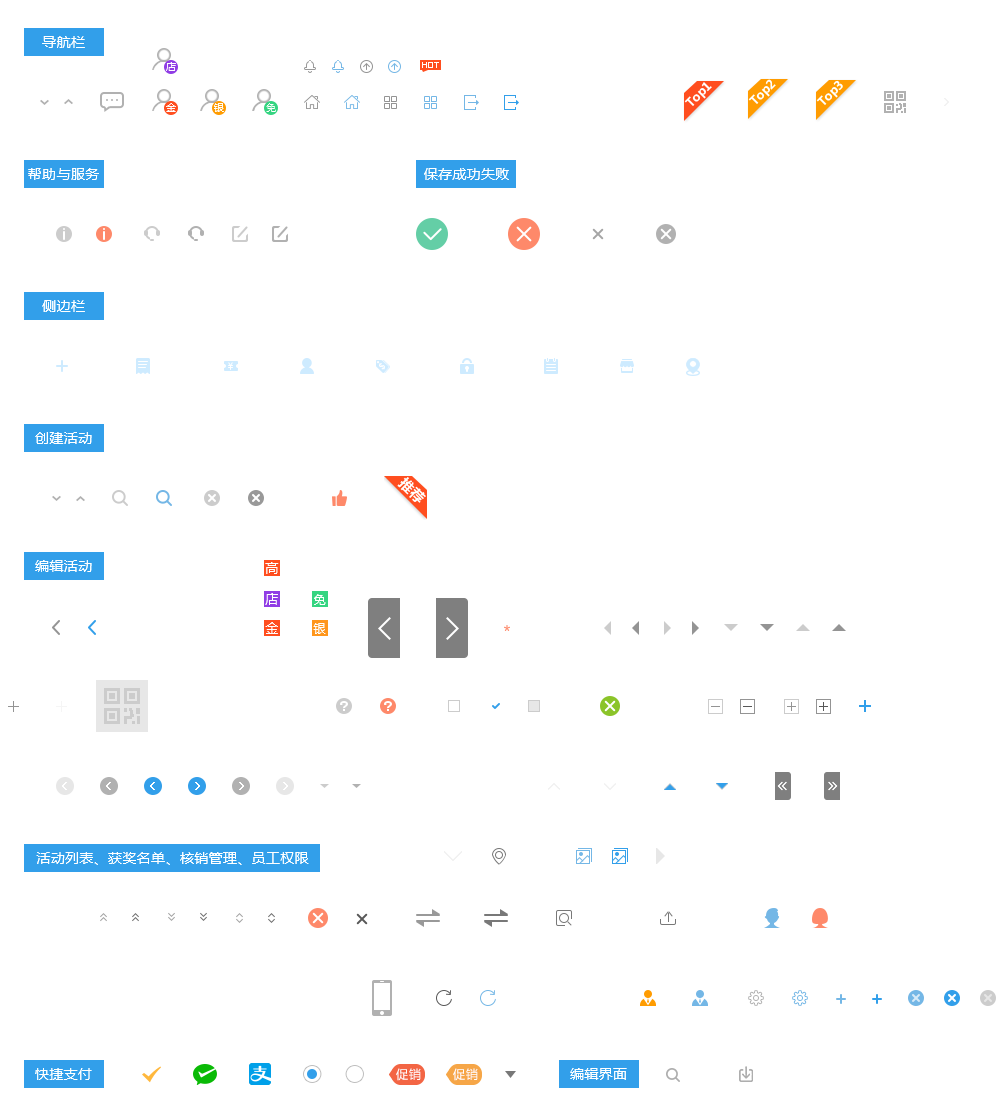 导航栏
店
HOT
金
银
免
Top1
Top2
Top3
帮助与服务
保存成功失败
侧边栏
创建活动
推荐
编辑活动
高
店
免
金
银
*
活动列表、获奖名单、核销管理、员工权限
快捷支付
支
促销
促销
编辑界面